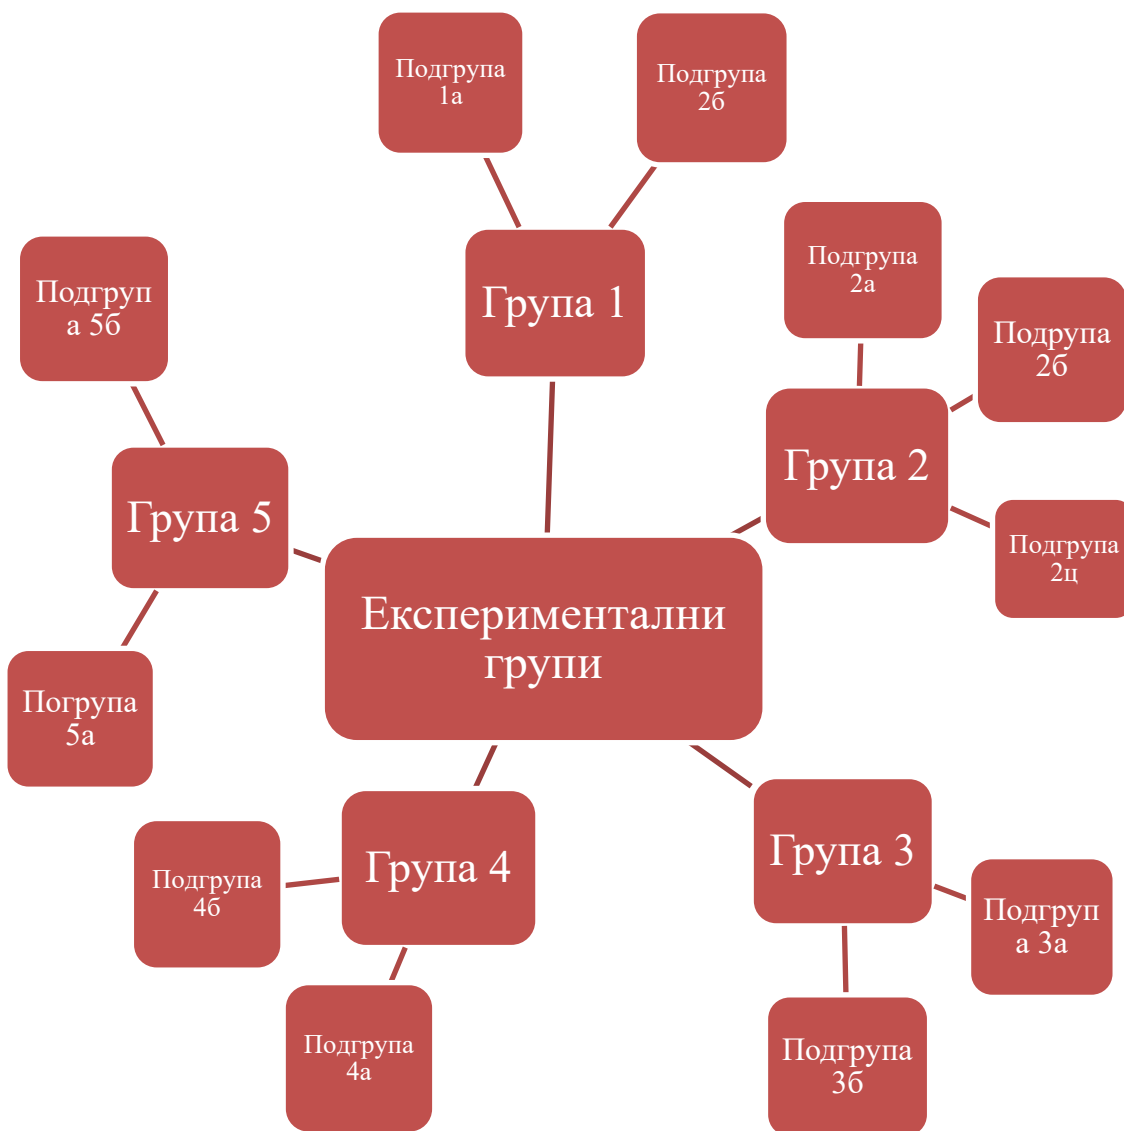 Подгрупа
1а
Подгрупа
2б
Група 1
Подгрупа
2а
Подрупа
2б
Група 2
Подгрупа
2ц
Подгруп
а 5б
Група 5
Погрупа
5а
Експериментални
групи
Група 4
Подгрупа
4б
Подгрупа
4а
Група 3
Подгруп
а 3а
Подгрупа
3б